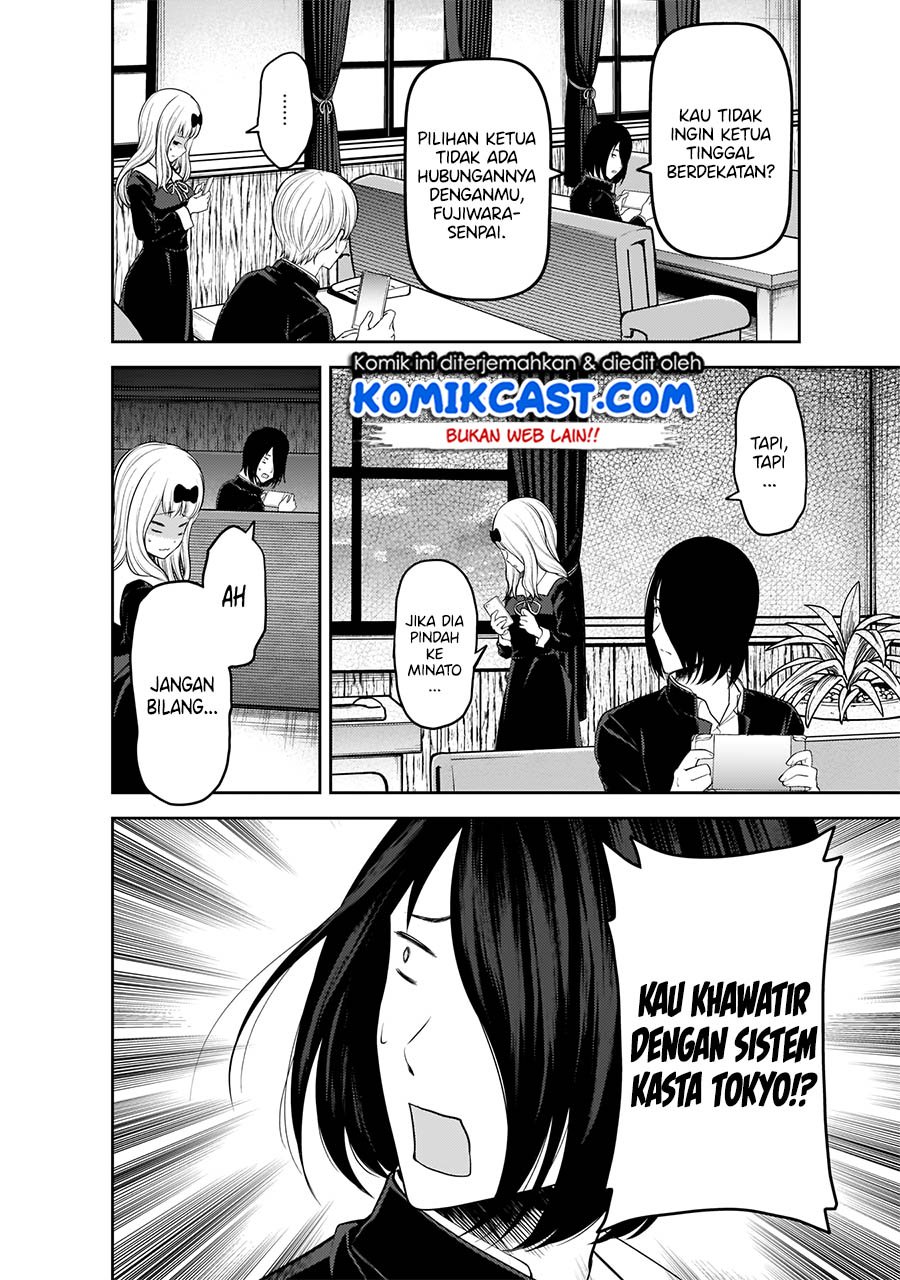 KAU TIDAK
INGIN KETUA
TINGGAL
BERDEKATAN?
PILIHAN KETUA
TIDAK ADA
HUBUNGANNYA
DENGANMU,
FUJIWARA-
SENPAI.
.........
Komik ini diterjemahkan & diedit oleh
KOMIKCAST.COM
BUKAN WEB LAIN!!
TAPI,
TAPI
...
JIKA DIA
PINDAH
KE
MINATO
...
AH
JANGAN
BILANG...
KAU KHAWATIR
DENGAN SISTEM
KASTA TOKYO!?